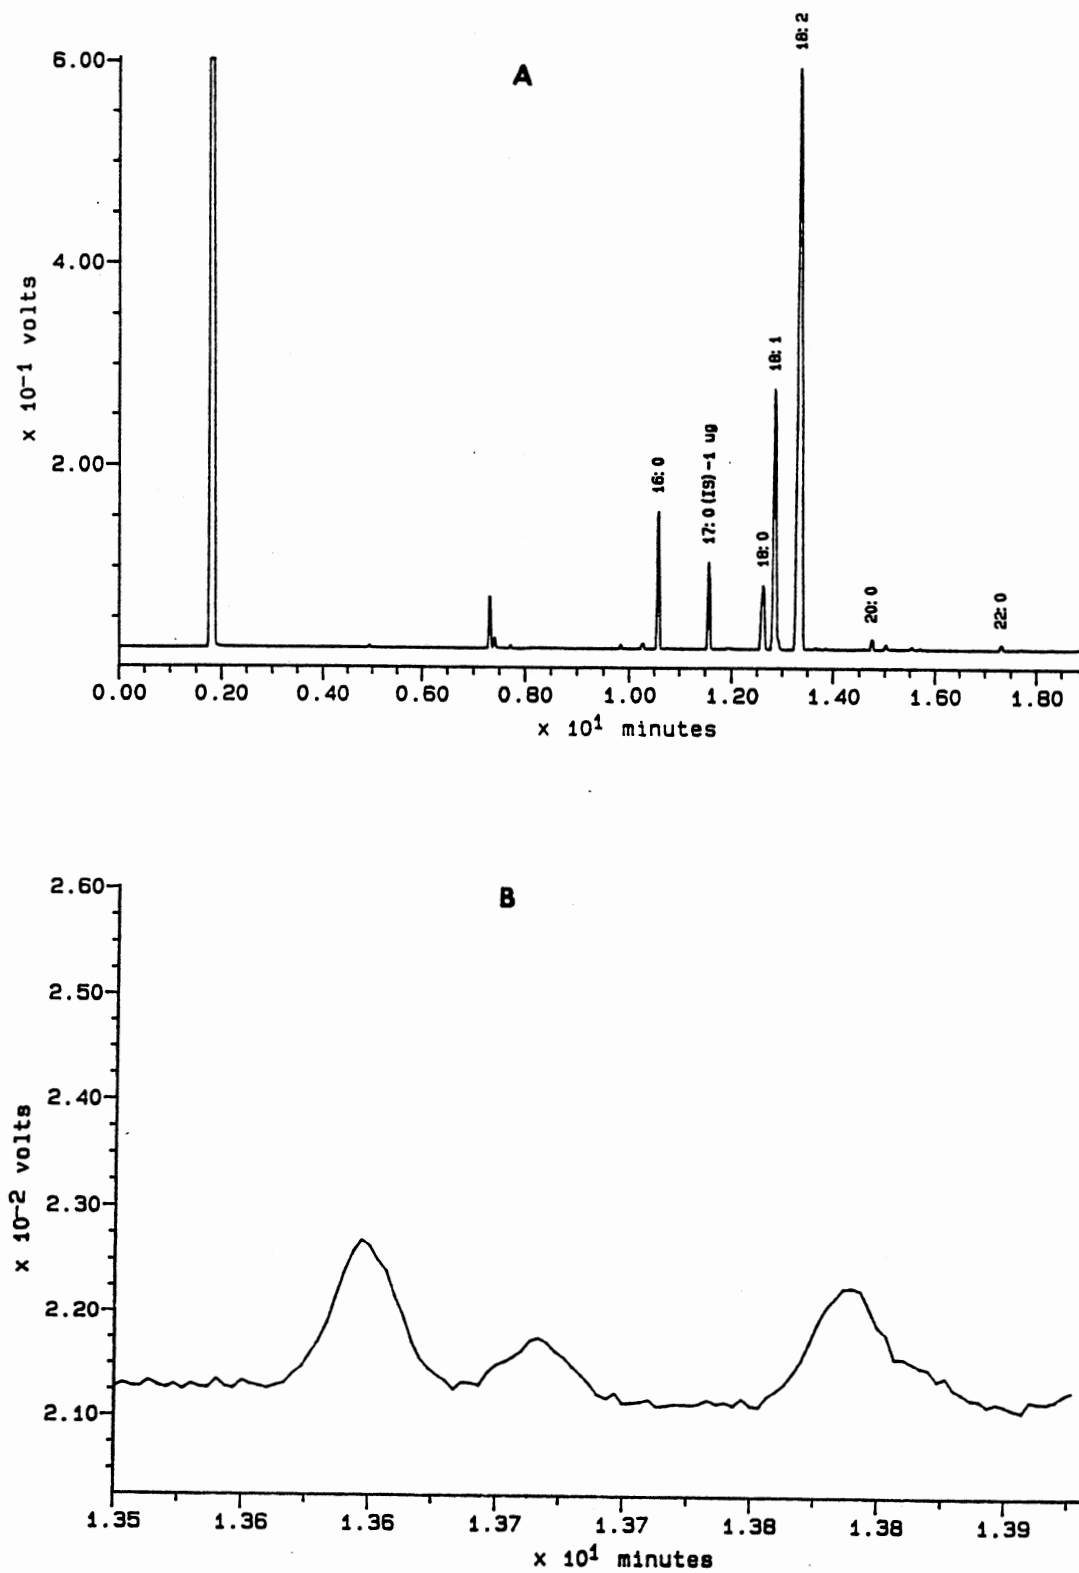 A
6.00
4.00
2.00
x 10-1 volts
16:0
17:0(IS)-1 ug
18:0
18:1
18:2
20:0
22:0
0.00 0.20 0.40 0.60 0.80 1.00 1.20 1.40 1.60 1.80
x 10¹ minutes
B
2.60
2.50
2.40
2.30
2.20
2.10
x 10-2 volts
1.35 1.36 1.36 1.37 1.37 1.38 1.38 1.39
x 10¹ minutes